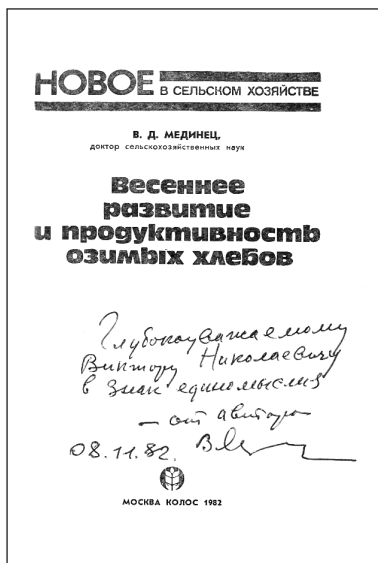 НОВОЕ В СЕЛЬСКОМ ХОЗЯЙСТВЕ
В. Д. МЕДИНЕЦ,
доктор сельскохозяйственных наук
Весеннее
развитие
и продуктивность
озимых хлебов
Глубокоуважаемому
Виктору Николаевичу
в знак единомыслия
— от автора
08.11.82.
МОСКВА КОЛОС 1982